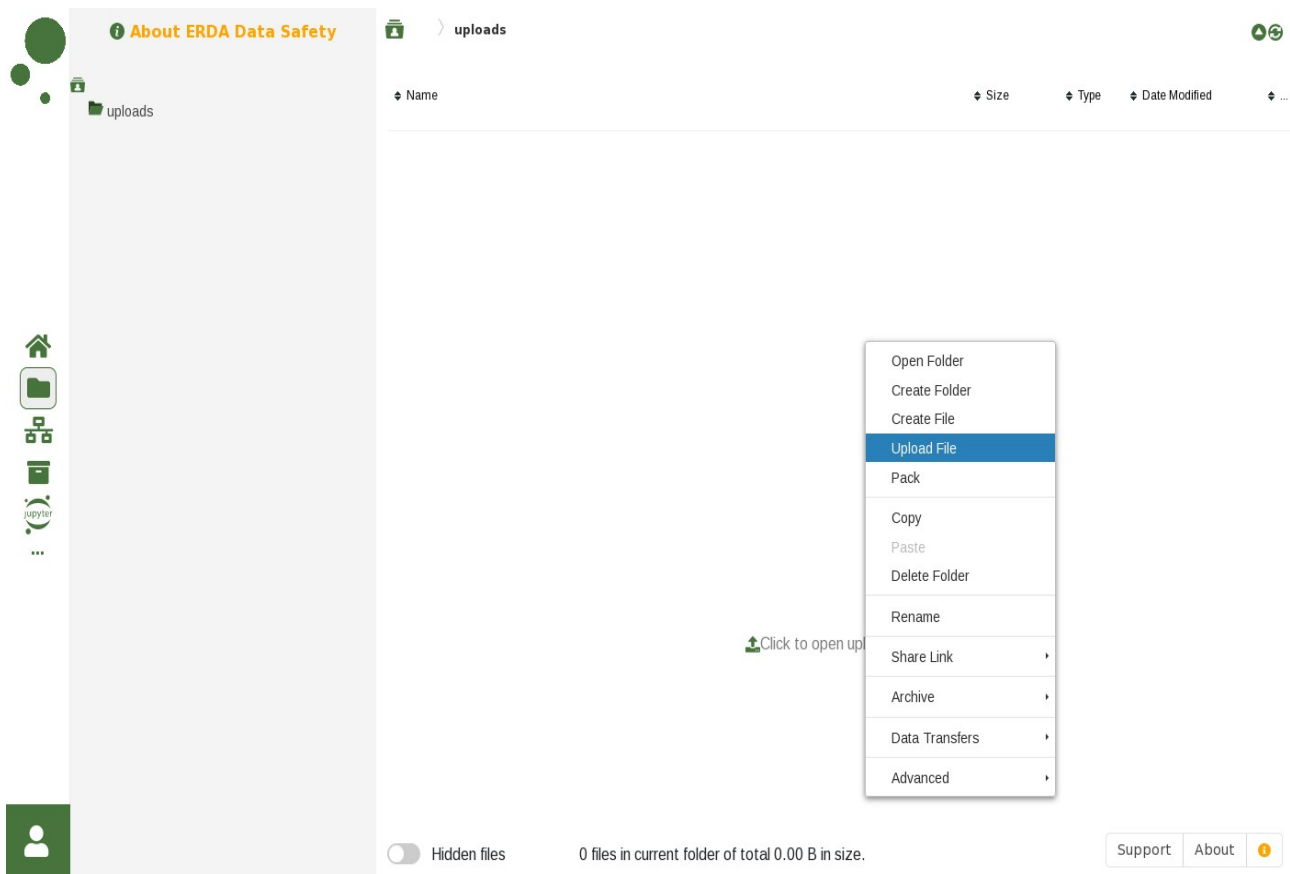 About ERDA Data Safety
uploads
uploads
Name
Size
Type
Date Modified
...
jupyter
...
Open Folder
Create Folder
Create File
Upload File
Pack
Copy
Paste
Delete Folder
Rename
Share Link
Archive
Data Transfers
Advanced
Click to open upl
Hidden files
0 files in current folder of total 0.00 B in size.
Support
About